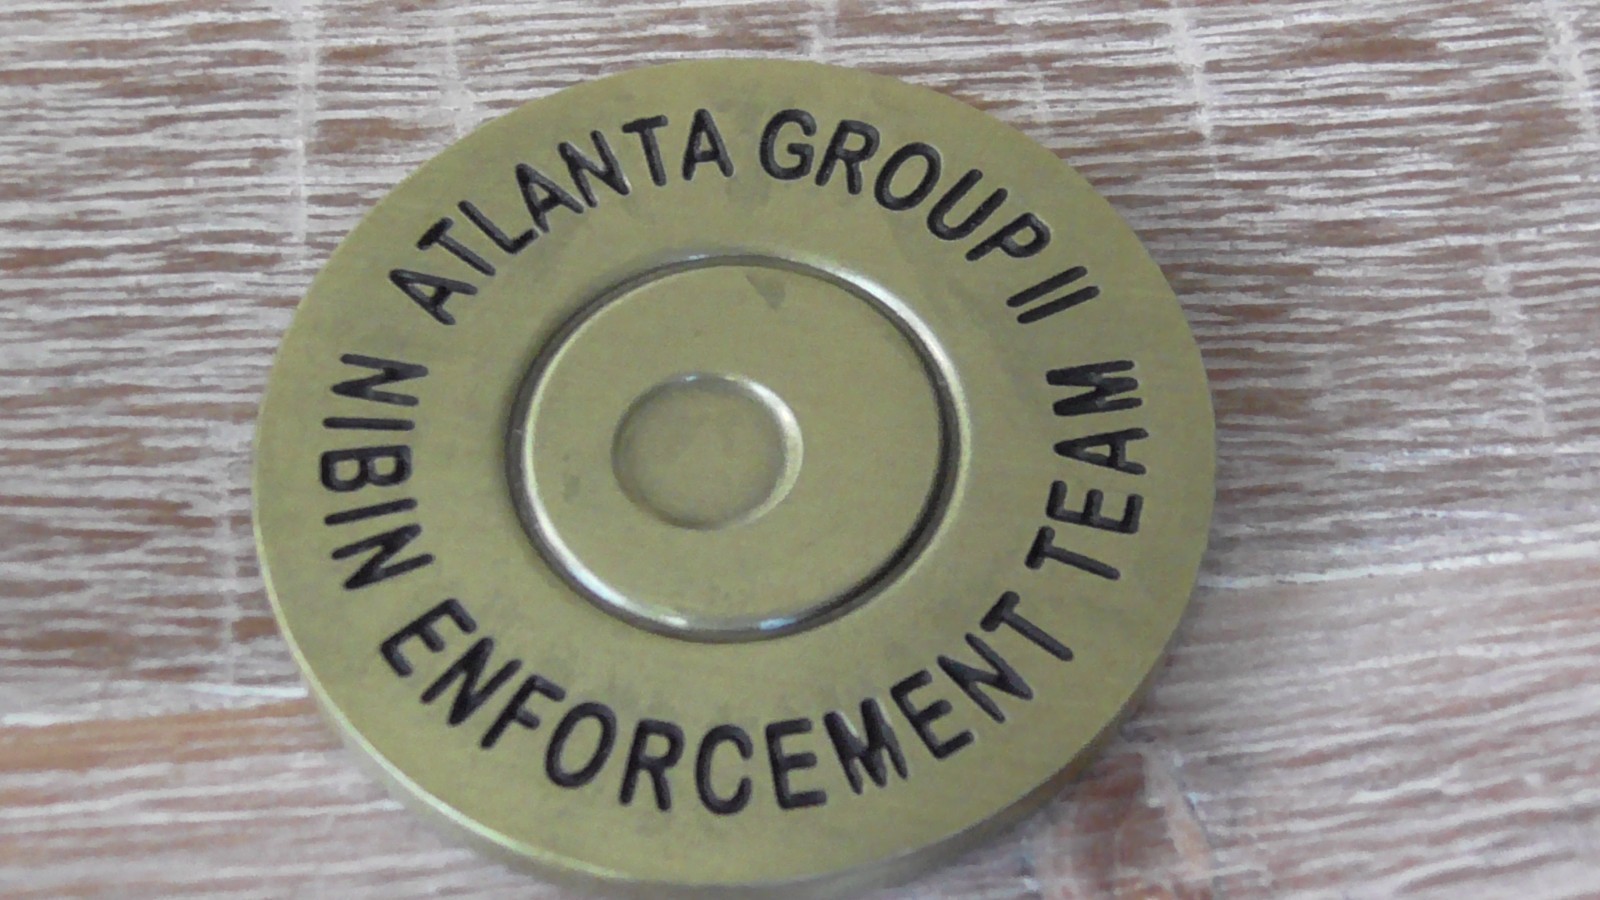 ATLANTA GROUP II
NIBIN ENFORCEMENT TEAM